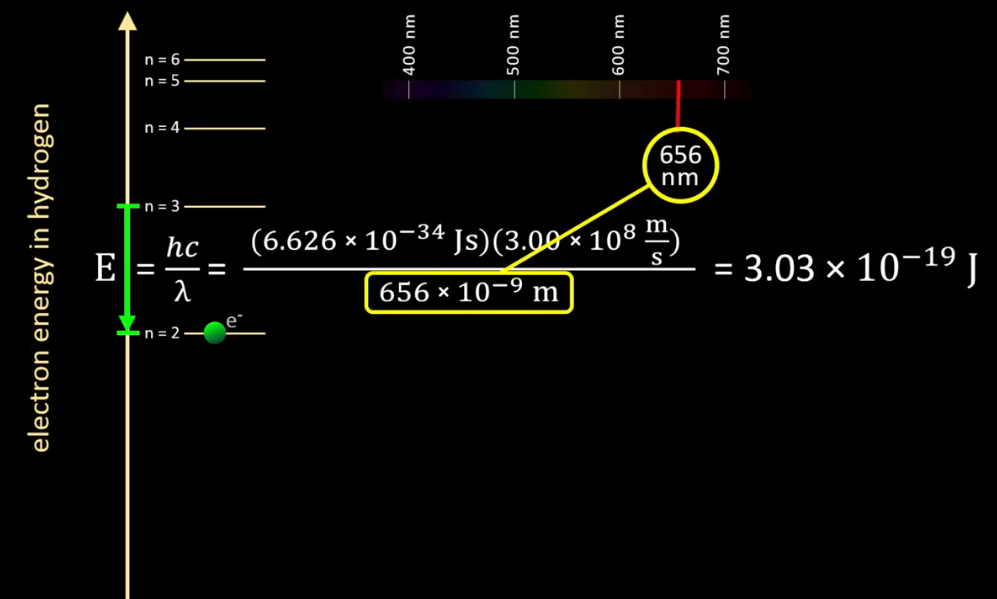 400 nm
500 nm
600 nm
700 nm
n = 6
n = 5
n = 4
n = 3
n = 2
e⁻
656
nm
E = hc/λ = (6.626 × 10⁻³⁴ Js)(3.00 × 10⁸ m/s) / 656 × 10⁻⁹ m = 3.03 × 10⁻¹⁹ J
electron energy in hydrogen